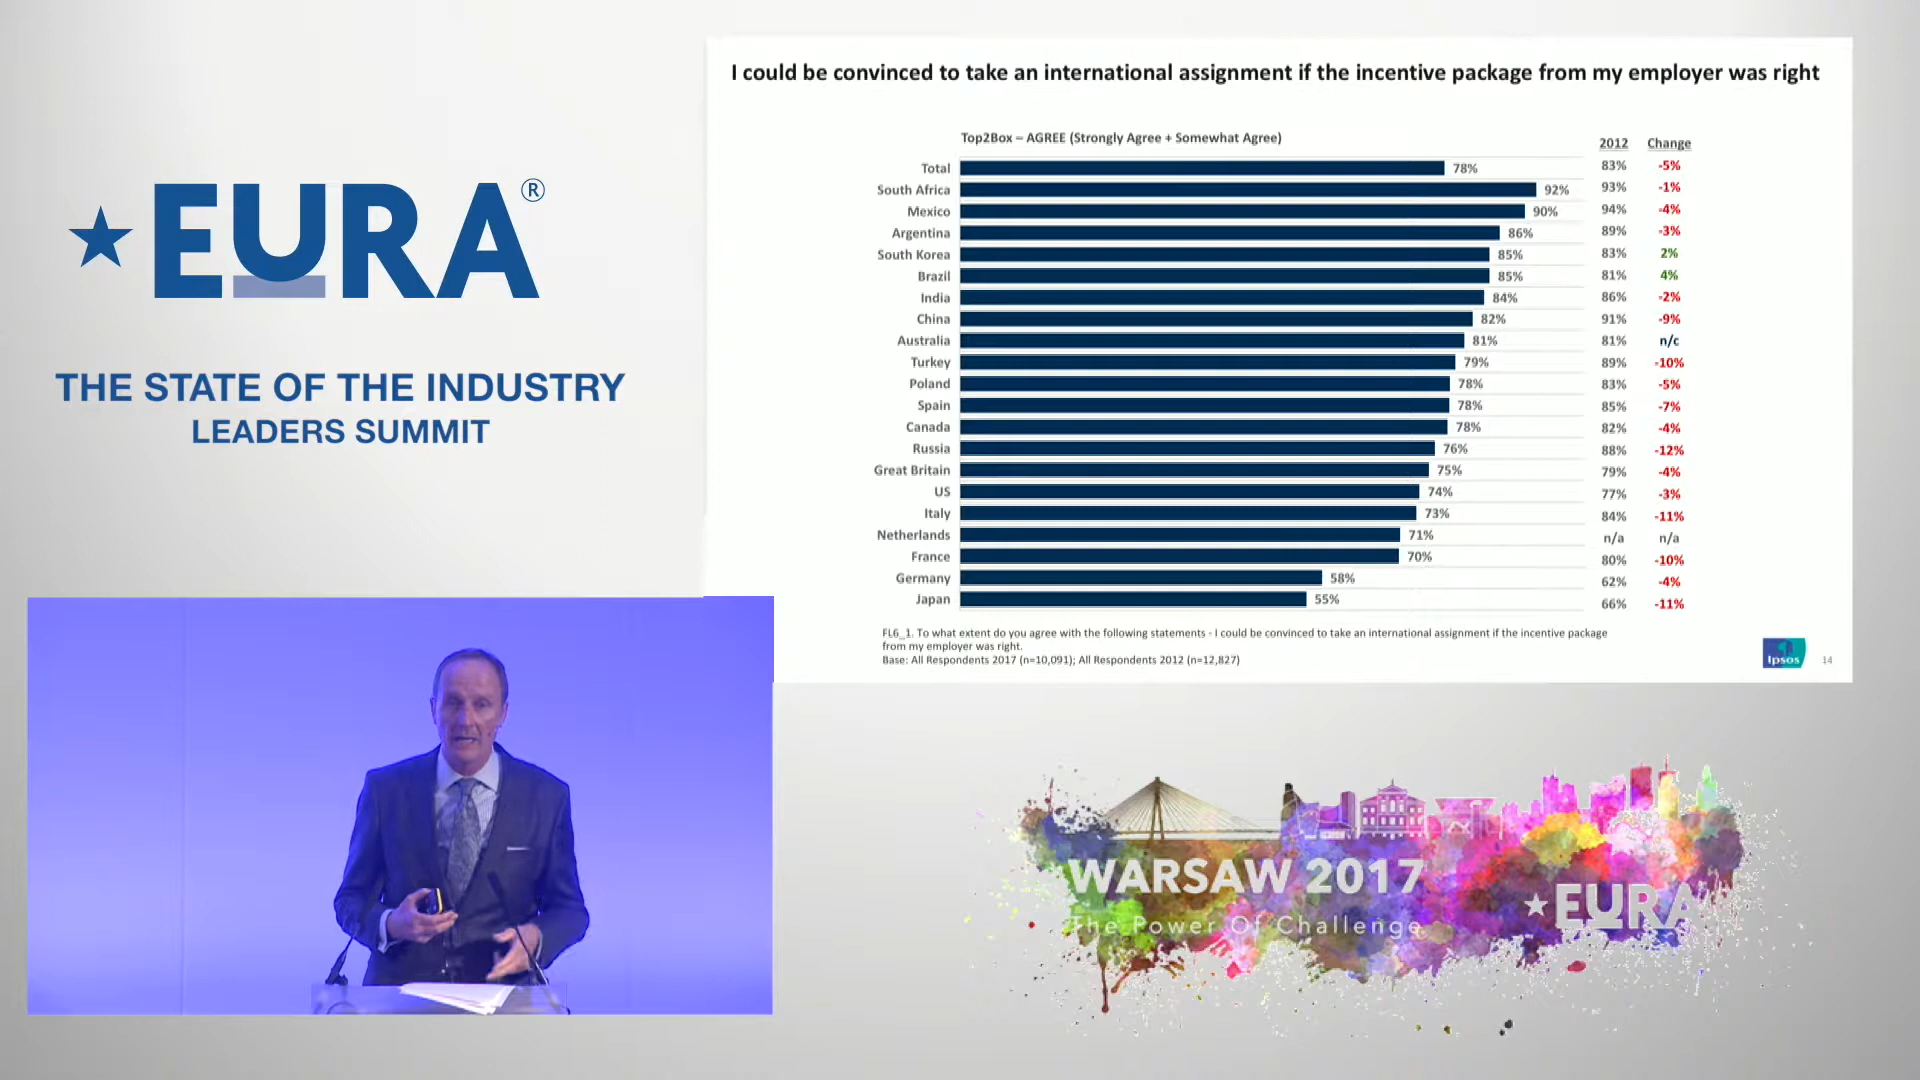 EURA®
THE STATE OF THE INDUSTRY
LEADERS SUMMIT
I could be convinced to take an international assignment if the incentive package from my employer was right
Top2Box – AGREE (Strongly Agree + Somewhat Agree)
2012 Change
Total 78% 83% -5%
South Africa 92% 93% -1%
Mexico 90% 94% -4%
Argentina 86% 89% -3%
South Korea 85% 83% 2%
Brazil 85% 81% 4%
India 84% 86% -2%
China 82% 91% -9%
Australia 81% 81% n/c
Turkey 79% 89% -10%
Poland 78% 83% -5%
Spain 78% 85% -7%
Canada 78% 82% -4%
Russia 76% 88% -12%
Great Britain 75% 79% -4%
US 74% 77% -3%
Italy 73% 84% -11%
Netherlands 71% n/a n/a
France 70% 80% -10%
Germany 58% 62% -4%
Japan 55% 66% -11%
FL6_1. To what extent do you agree with the following statements - I could be convinced to take an international assignment if the incentive package
from my employer was right.
Base: All Respondents 2017 (n=10,091); All Respondents 2012 (n=12,827)
Ipsos 14
WARSAW 2017
The Power Of Challenge
EURA